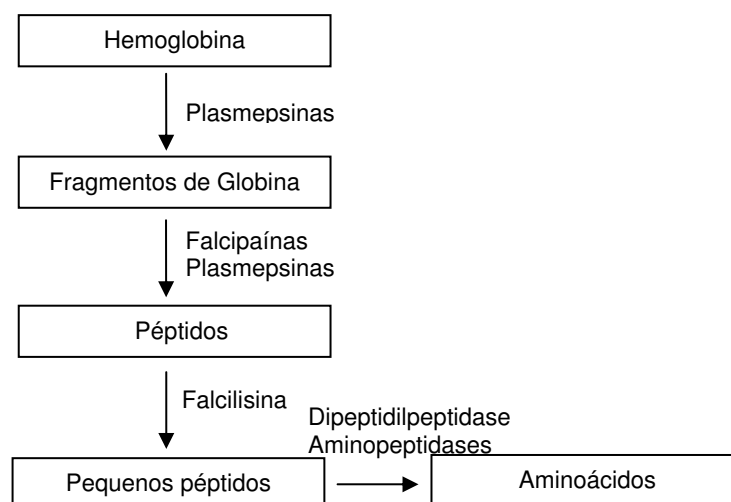 Hemoglobina
Plasmepsinas
Fragmentos de Globina
Falcipaínas
Plasmepsinas
Péptidos
Falcilisina
Dipeptidilpeptidase
Aminopeptidases
Pequenos péptidos
Aminoácidos